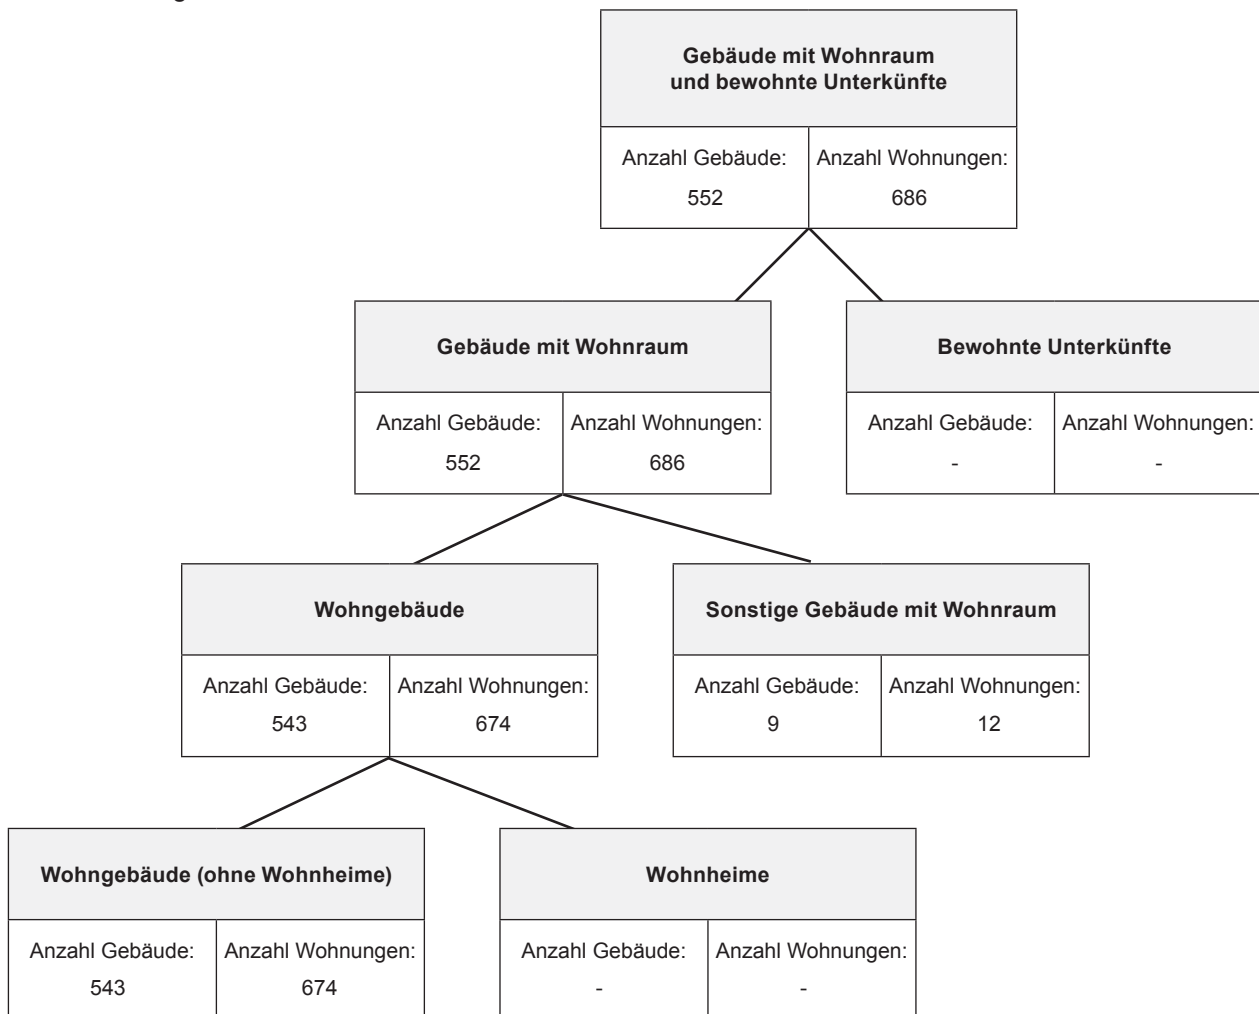 Gebäude mit Wohnraum
und bewohnte Unterkünfte
Anzahl Gebäude: Anzahl Wohnungen:
552 686
Gebäude mit Wohnraum
Bewohnte Unterkünfte
Anzahl Gebäude: Anzahl Wohnungen:
552 686
Anzahl Gebäude: Anzahl Wohnungen:
- -
Wohngebäude
Sonstige Gebäude mit Wohnraum
Anzahl Gebäude: Anzahl Wohnungen:
543 674
Anzahl Gebäude: Anzahl Wohnungen:
9 12
Wohngebäude (ohne Wohnheime)
Wohnheime
Anzahl Gebäude: Anzahl Wohnungen:
543 674
Anzahl Gebäude: Anzahl Wohnungen:
- -